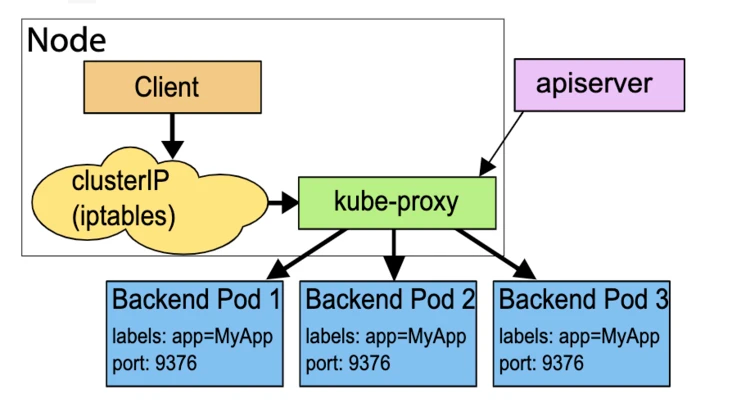 Node
Client
apiserver
clusterIP
(iptables)
kube-proxy
Backend Pod 1
labels: app=MyApp
port: 9376
Backend Pod 2
labels: app=MyApp
port: 9376
Backend Pod 3
labels: app=MyApp
port: 9376